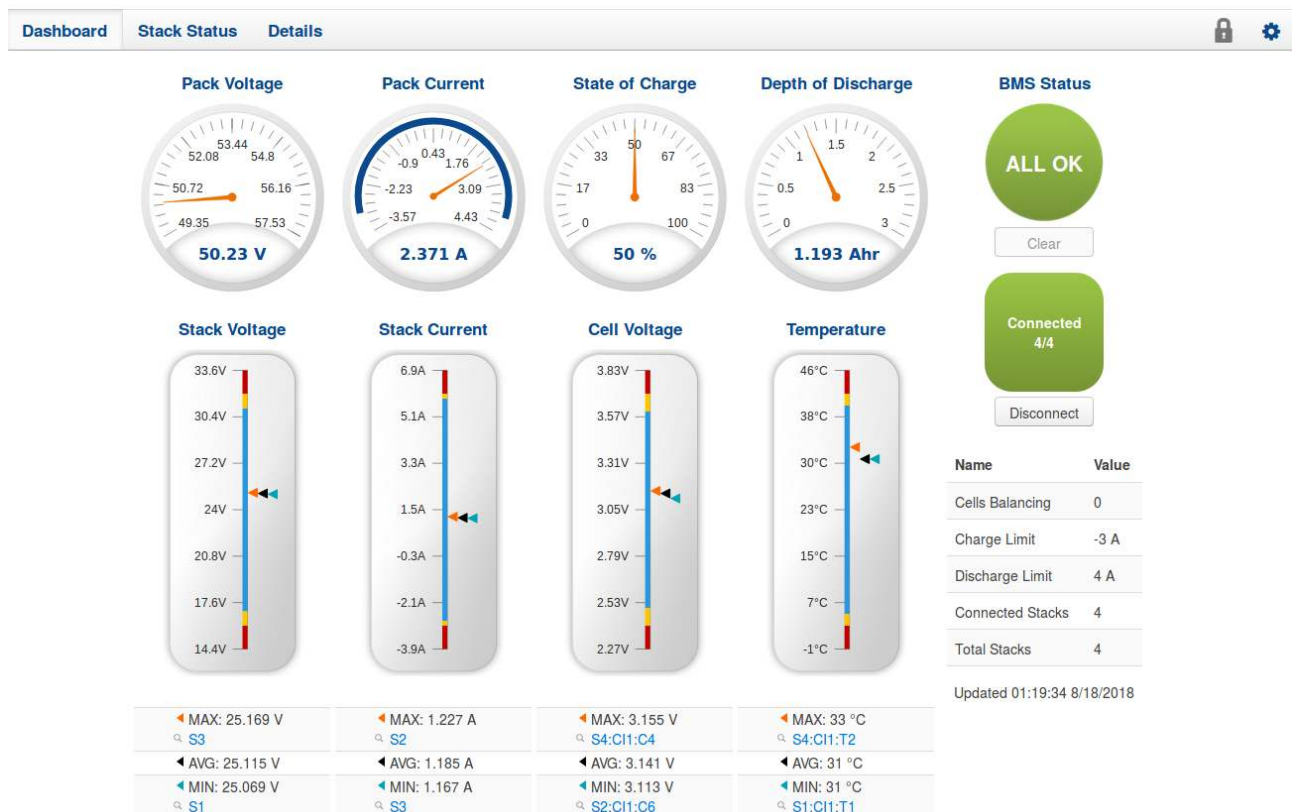 Dashboard Stack Status Details
Pack Voltage
49.35
50.72
52.08
53.44
54.8
56.16
57.53
50.23 V
Pack Current
-3.57
-2.23
-0.9
0.43
1.76
3.09
4.43
2.371 A
State of Charge
0
17
33
50
67
83
100
50 %
Depth of Discharge
0
0.5
1
1.5
2
2.5
3
1.193 Ahr
BMS Status
ALL OK
Clear
Connected
4/4
Disconnect
Stack Voltage
33.6V
30.4V
27.2V
24V
20.8V
17.6V
14.4V
MAX: 25.169 V
S3
AVG: 25.115 V
MIN: 25.069 V
S1
Stack Current
6.9A
5.1A
3.3A
1.5A
-0.3A
-2.1A
-3.9A
MAX: 1.227 A
S2
AVG: 1.185 A
MIN: 1.167 A
S3
Cell Voltage
3.83V
3.57V
3.31V
3.05V
2.79V
2.53V
2.27V
MAX: 3.155 V
S4:CI1:C4
AVG: 3.141 V
MIN: 3.113 V
S2:CI1:C6
Temperature
46°C
38°C
30°C
23°C
15°C
7°C
-1°C
MAX: 33 °C
S4:CI1:T2
AVG: 31 °C
MIN: 31 °C
S1:CI1:T1
Name Value
Cells Balancing 0
Charge Limit -3 A
Discharge Limit 4 A
Connected Stacks 4
Total Stacks 4
Updated 01:19:34 8/18/2018